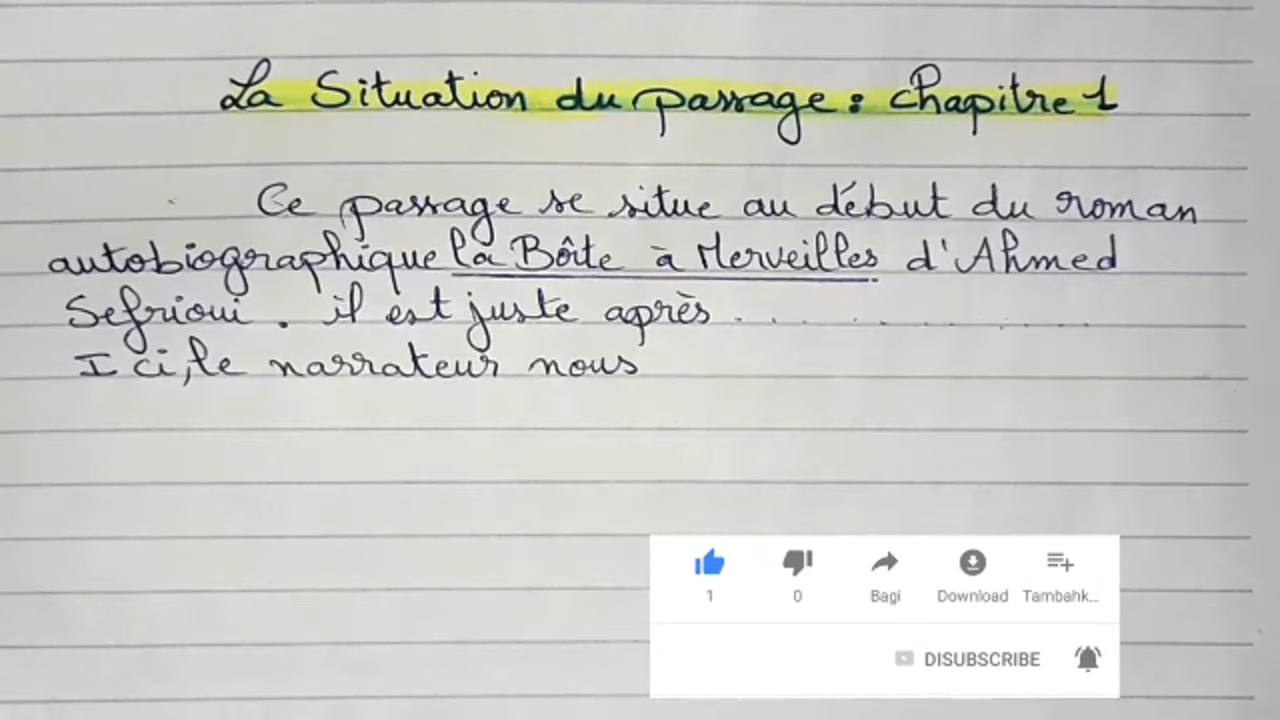 La Situation du passage : chapitre 1
Ce passage se situe au début du roman
autobiographique la Boîte à Merveilles d'Ahmed
Sefrioui. il est juste après . . . . . . . . . .
Ici, le narrateur nous
1
0
Bagi
Download
Tambahk...
DISUBSCRIBE